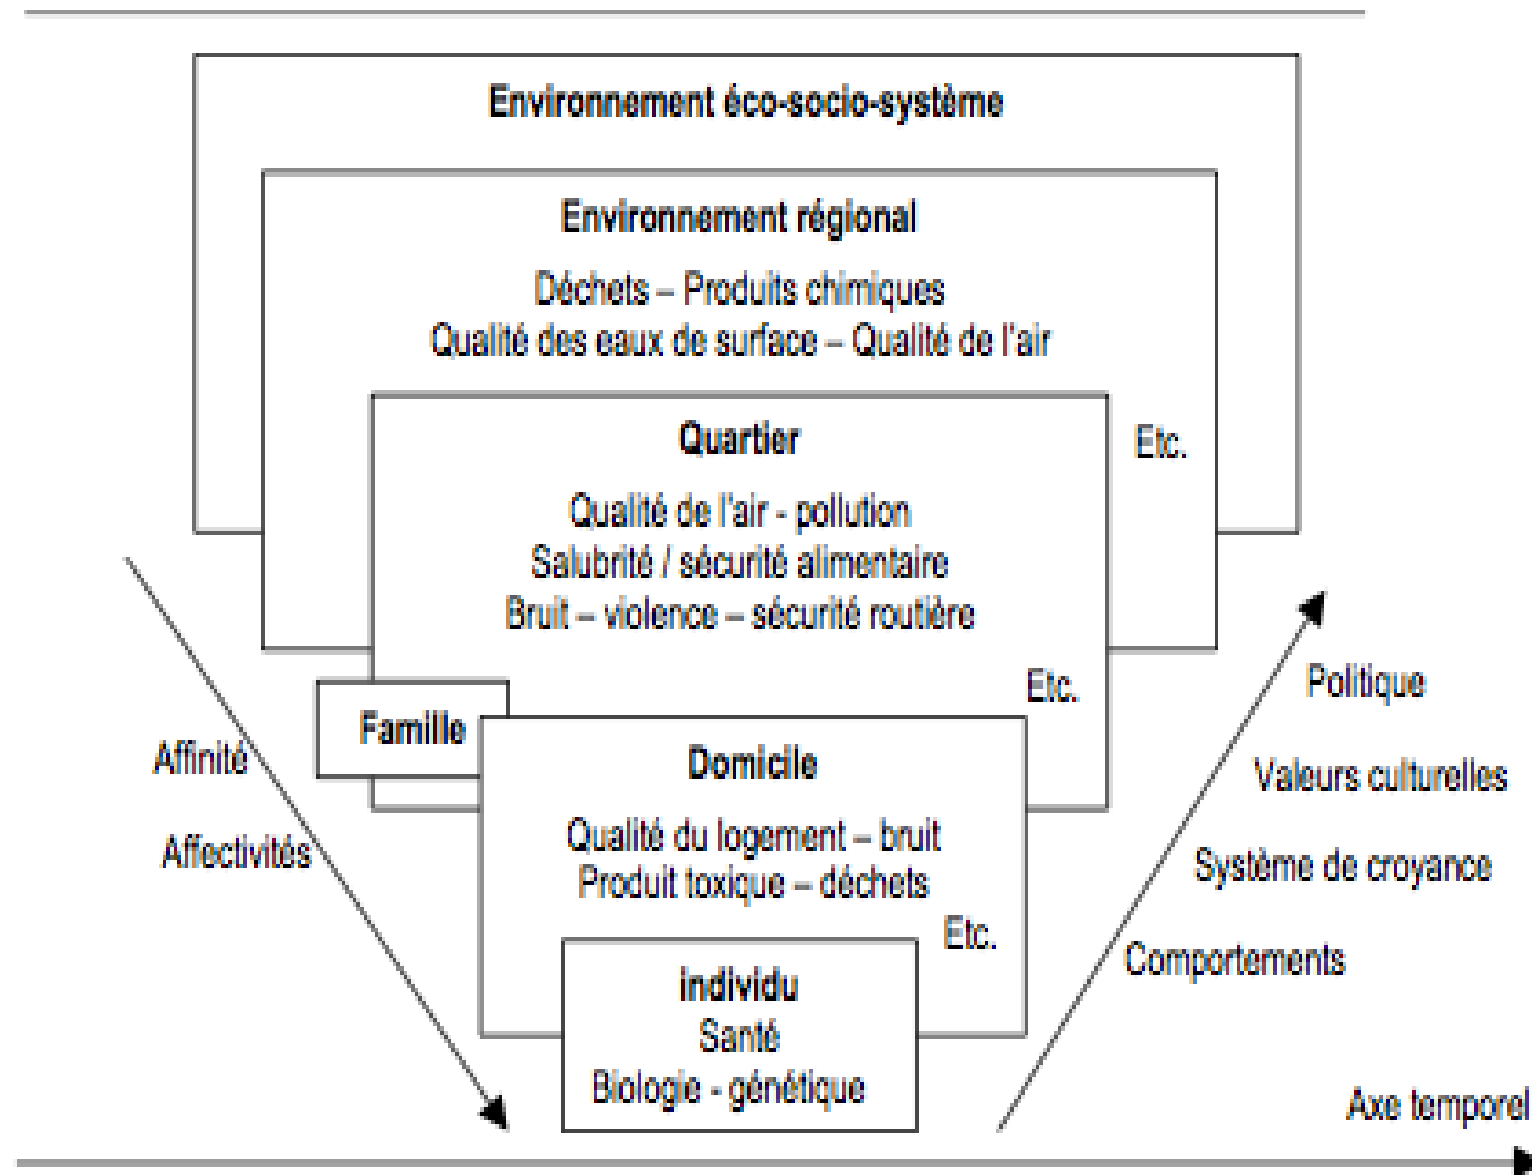 Environnement éco-socio-système
Environnement régional
Déchets – Produits chimiques
Qualité des eaux de surface – Qualité de l'air
Quartier
Etc.
Qualité de l'air - pollution
Salubrité / sécurité alimentaire
Bruit – violence – sécurité routière
Etc.
Famille
Domicile
Qualité du logement – bruit
Produit toxique – déchets
Etc.
individu
Santé
Biologie - génétique
Affinité
Affectivités
Politique
Valeurs culturelles
Système de croyance
Comportements
Axe temporel